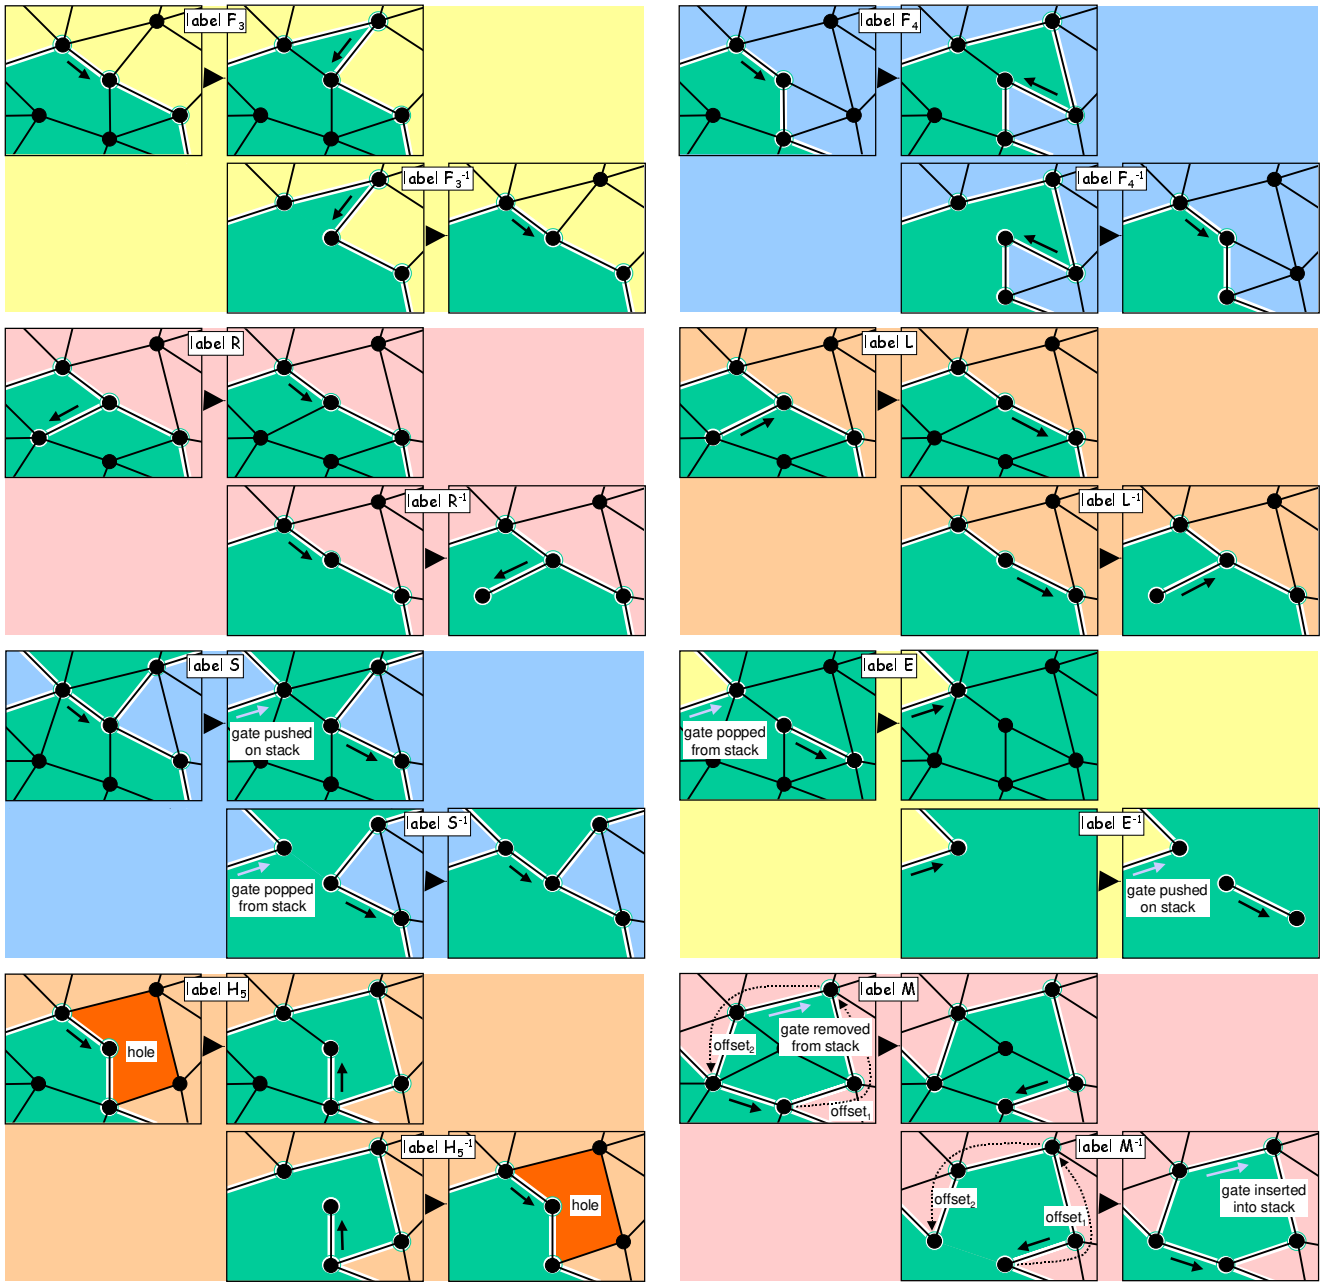 label F₃
label F₄
label F₃⁻¹
label F₄⁻¹
label R
label L
label R⁻¹
label L⁻¹
label S
gate pushed
on stack
label E
gate popped
from stack
label S⁻¹
gate popped
from stack
label E⁻¹
gate pushed
on stack
label H₅
hole
label M
gate removed
from stack
offset₂
offset₁
label H₅⁻¹
hole
label M⁻¹
offset₂
offset₁
gate inserted
into stack